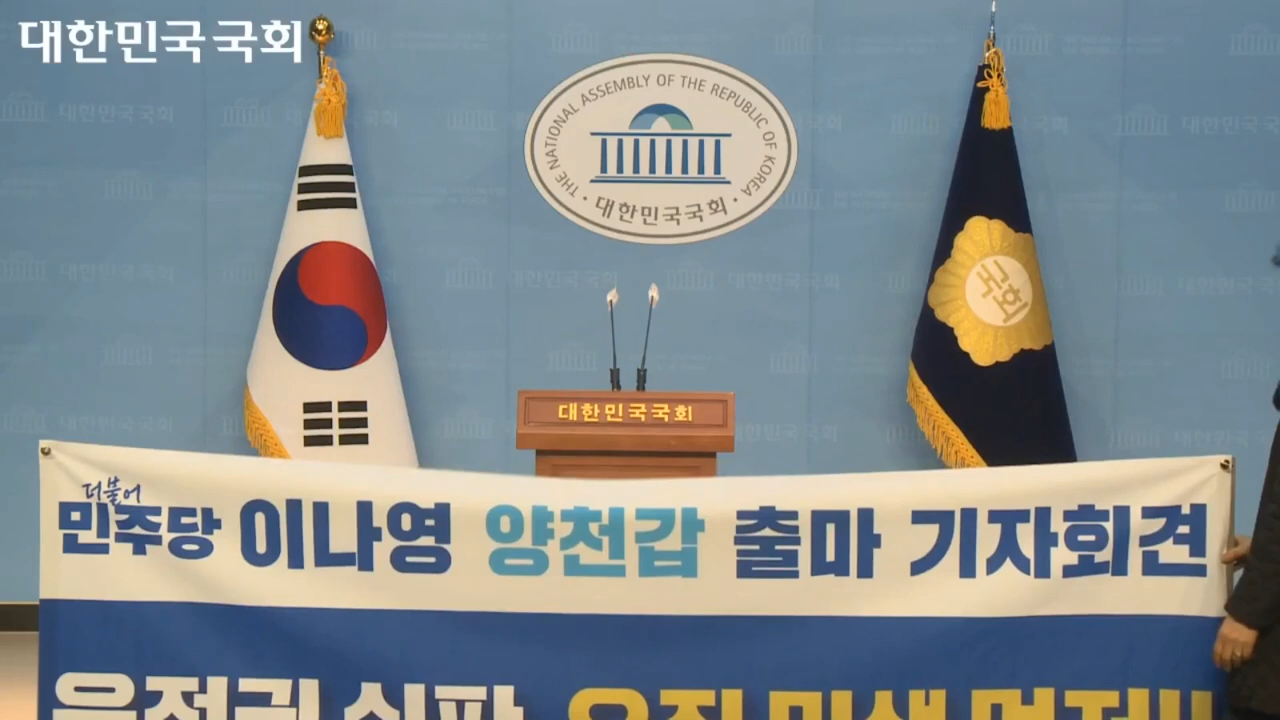 대한민국 국회
THE NATIONAL ASSEMBLY OF THE REPUBLIC OF KOREA
대한민국국회
국회
대한민국국회
더불어
민주당 이나영 양천갑 출마 기자회견